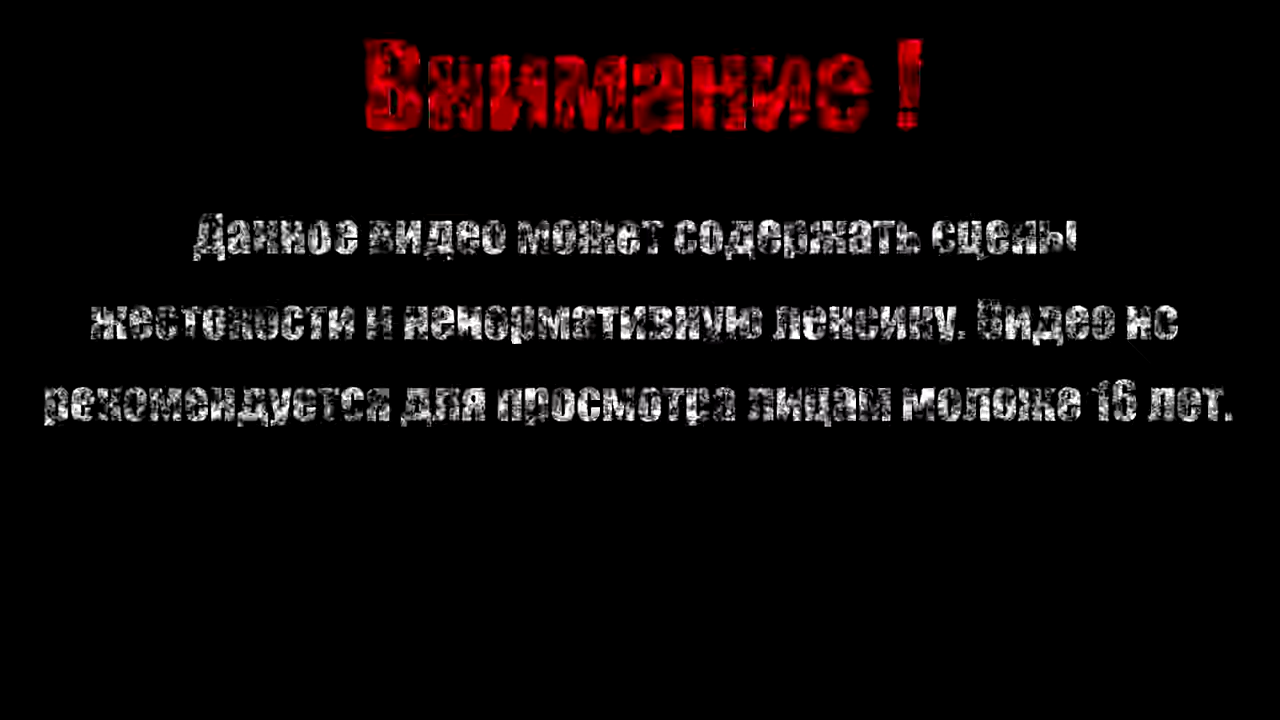 Внимание !
Данное видео может содержать сцены
жестокости и ненормативную лексику. Видео не
рекомендуется для просмотра лицам моложе 16 лет.